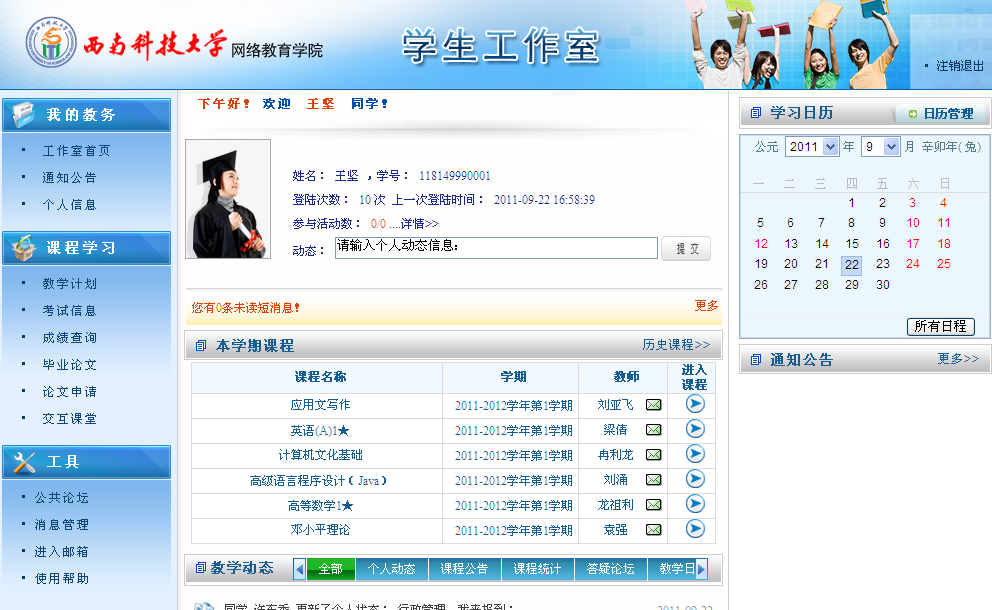 西南科技大学 网络教育学院
学生工作室
· 注销退出
我的教务
· 工作室首页
· 通知公告
· 个人信息
课程学习
· 教学计划
· 考试信息
· 成绩查询
· 毕业论文
· 论文申请
· 交互课堂
工具
· 公共论坛
· 消息管理
· 进入邮箱
· 使用帮助
下午好! 欢迎 王坚 同学!
姓名: 王坚 ,学号: 118149990001
登陆次数: 10 次 上一次登陆时间: 2011-09-22 16:58:39
参与活动数: 0/0 ....详情>>
动态: 请输入个人动态信息: 提 交
您有0条未读短消息! 更多
本学期课程 历史课程>>
课程名称 学期 教师 进入课程
应用文写作 2011-2012学年第1学期 刘亚飞
英语(A)1★ 2011-2012学年第1学期 梁倩
计算机文化基础 2011-2012学年第1学期 冉利龙
高级语言程序设计(Java) 2011-2012学年第1学期 刘涌
高等数学1★ 2011-2012学年第1学期 龙祖利
邓小平理论 2011-2012学年第1学期 袁强
教学动态 全部 个人动态 课程公告 课程统计 答疑论坛 教学日
学习日历 日历管理
公元 2011 年 9 月 辛卯年(兔)
一 二 三 四 五 六 日
1 2 3 4
5 6 7 8 9 10 11
12 13 14 15 16 17 18
19 20 21 22 23 24 25
26 27 28 29 30
所有日程
通知公告 更多>>